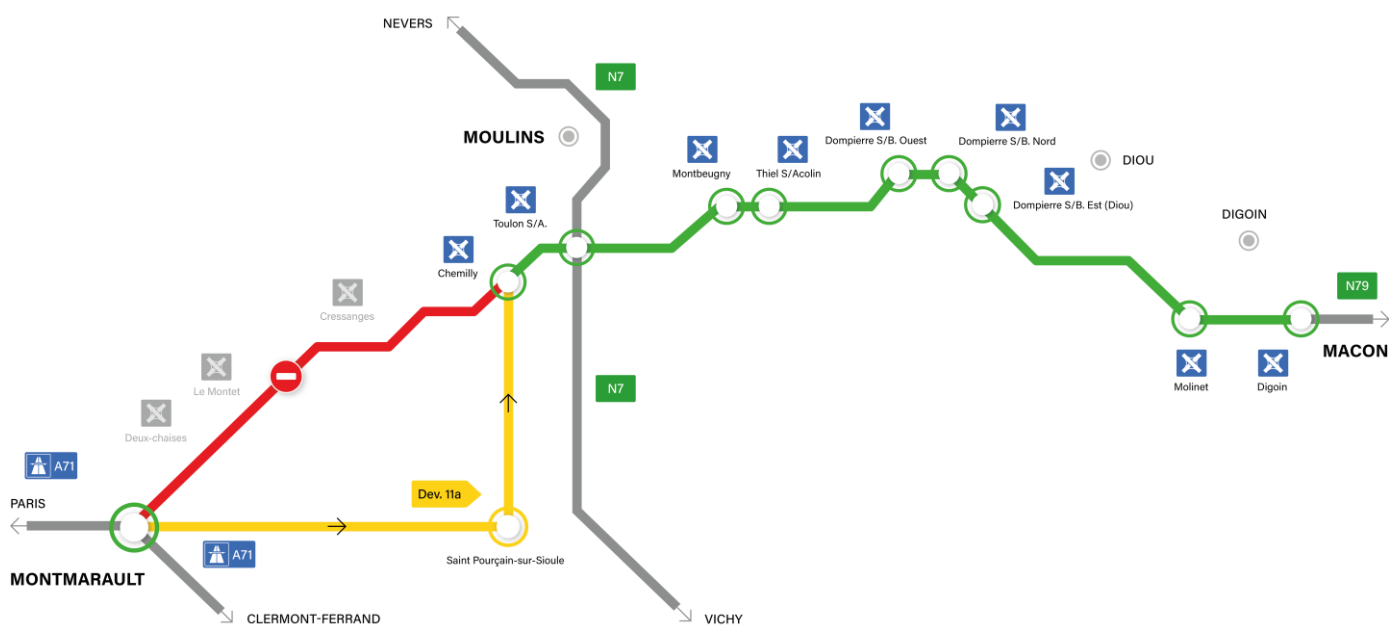 NEVERS
N7
MOULINS
Dompierre S/B. Ouest
Dompierre S/B. Nord
Montbeugny
Thiel S/Acolin
DIOU
Dompierre S/B. Est (Diou)
Toulon S/A.
DIGOIN
Chemilly
N79
Cressanges
MACON
Le Montet
Molinet
Digoin
N7
Deux-chaises
A71
PARIS
Dev. 11a
A71
Saint Pourçain-sur-Sioule
MONTMARAULT
CLERMONT-FERRAND
VICHY